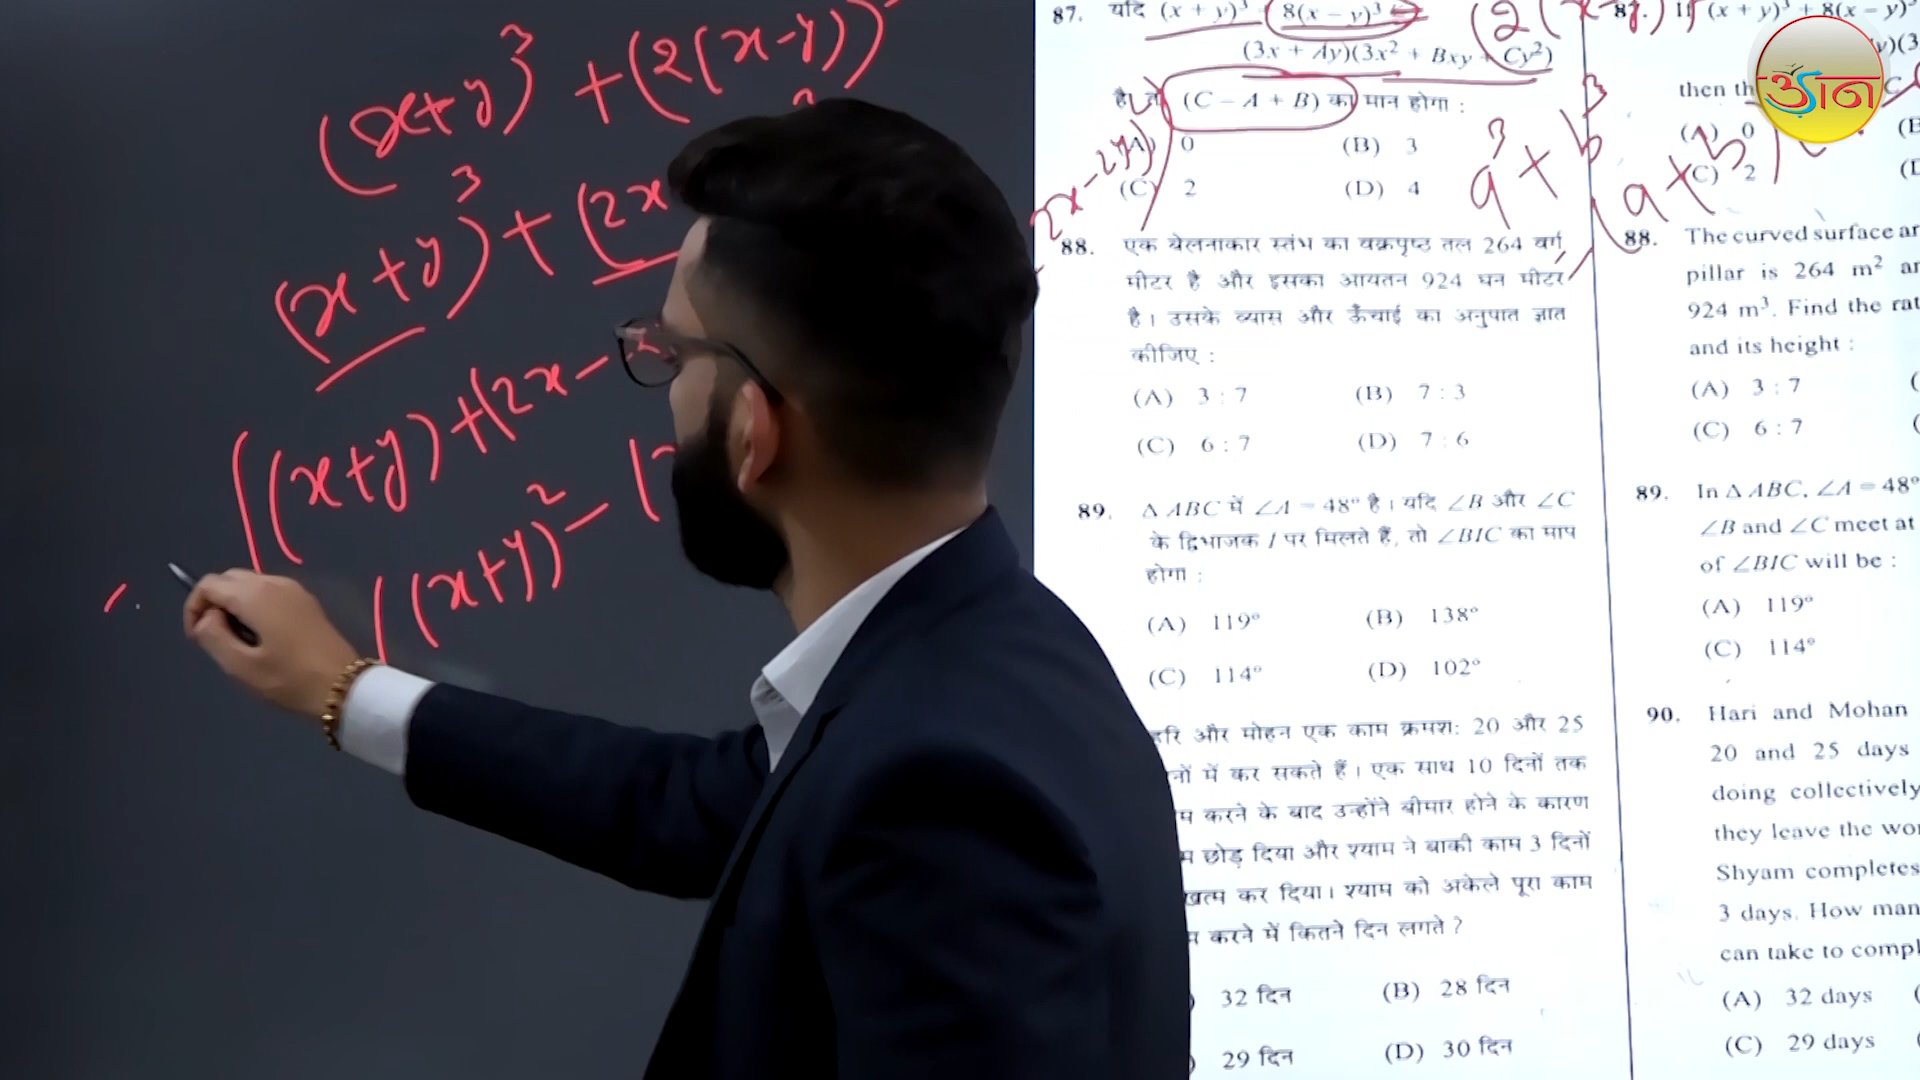 (x+y)³ + (2(x-y))
(x+y)³ + (2x
((x+y)+(2x-
((x+y)²-(
87. यदि (x + y)³ 8(x - y)³ =
(3x + Ay)(3x² + Bxy + Cy²)
(C - A + B) का मान होगा :
(A) 0 (B) 3
(C) 2 (D) 4
2x-2y)
(2(x-y)
a³+b³
(a+b)
88. एक बेलनाकार स्तंभ का वक्रपृष्ठ तल 264 वर्ग
मीटर है और इसका आयतन 924 घन मीटर
है। उसके व्यास और ऊँचाई का अनुपात ज्ञात
कीजिए :
(A) 3 : 7 (B) 7 : 3
(C) 6 : 7 (D) 7 : 6
89. Δ ABC में ∠A = 48° है। यदि ∠B और ∠C
के द्विभाजक I पर मिलते हैं, तो ∠BIC का माप
होगा :
(A) 119° (B) 138°
(C) 114° (D) 102°
हरि और मोहन एक काम क्रमश: 20 और 25
नों में कर सकते हैं। एक साथ 10 दिनों तक
करने के बाद उन्होंने बीमार होने के कारण
छोड़ दिया और श्याम ने बाकी काम 3 दिनों
खत्म कर दिया। श्याम को अकेले पूरा काम
करने में कितने दिन लगते ?
32 दिन (B) 28 दिन
29 दिन (D) 30 दिन
87. If (x + y)³ + 8(x - y)³
y)(3
then th
(A) 0 (B
(C) 2 (D
88. The curved surface ar
pillar is 264 m² an
924 m³. Find the rat
and its height :
(A) 3 : 7 (
(C) 6 : 7 (
89. In Δ ABC, ∠A = 48°
∠B and ∠C meet at
of ∠BIC will be :
(A) 119°
(C) 114°
90. Hari and Mohan
20 and 25 days
doing collectively
they leave the wor
Shyam completes
3 days. How man
can take to compl
(A) 32 days (
(C) 29 days (
उड़ान